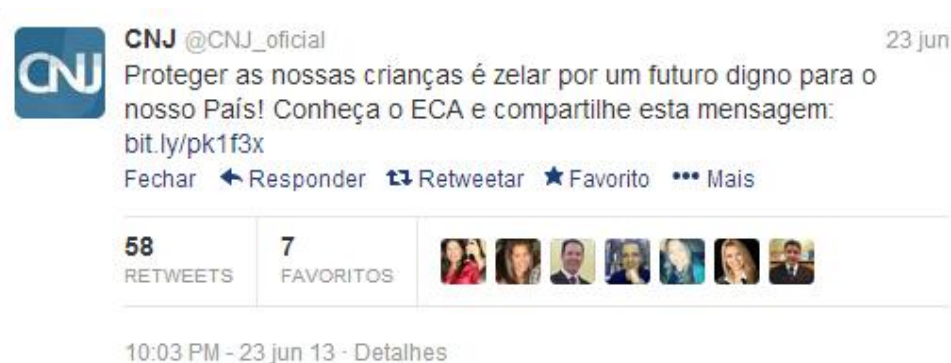 CNJ
CNJ @CNJ_oficial 23 jun
Proteger as nossas crianças é zelar por um futuro digno para o
nosso País! Conheça o ECA e compartilhe esta mensagem:
bit.ly/pk1f3x
Fechar Responder Retweetar Favorito Mais
58 7
RETWEETS FAVORITOS
10:03 PM - 23 jun 13 · Detalhes